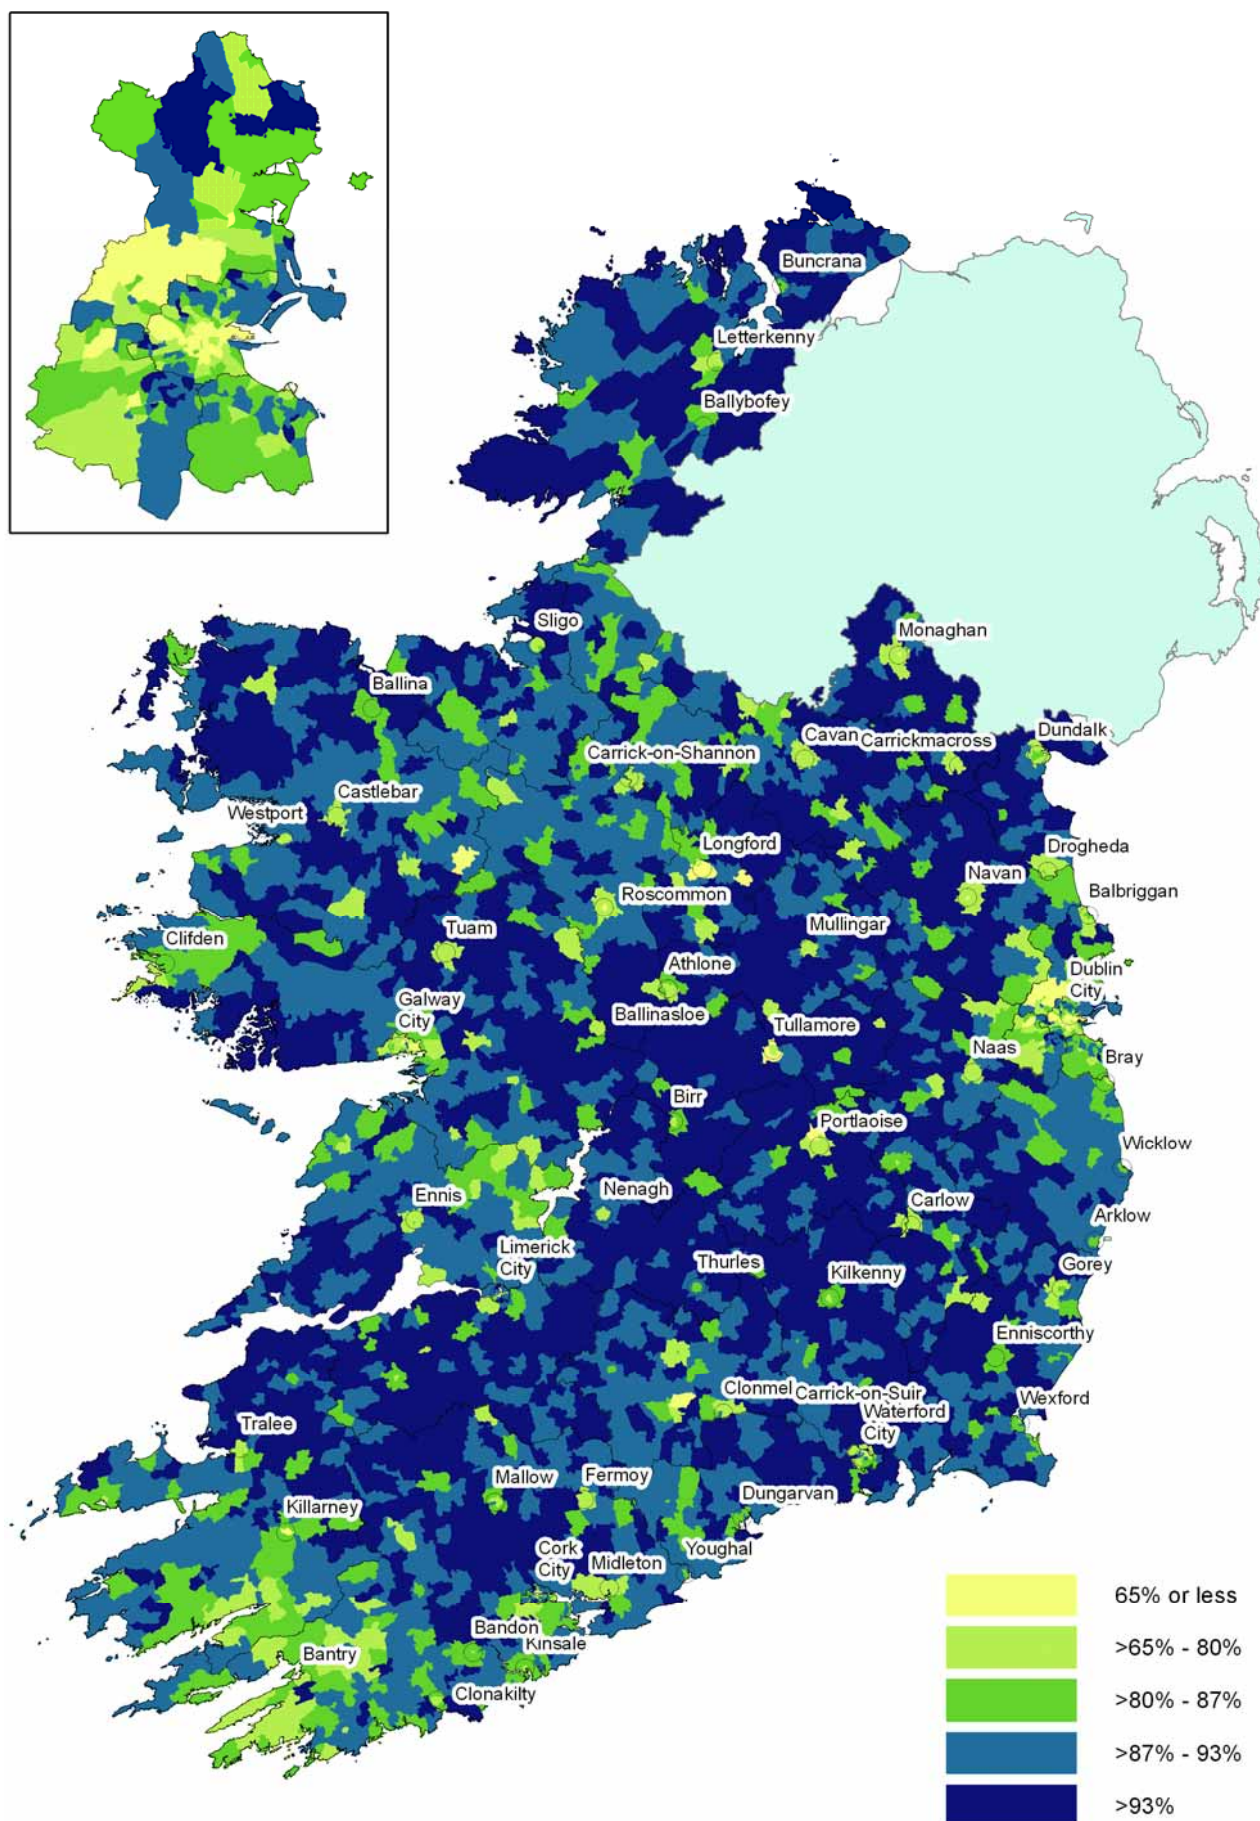 Buncrana
Letterkenny
Ballybofey
Sligo
Monaghan
Ballina
Cavan
Carrickmacross
Dundalk
Carrick-on-Shannon
Castlebar
Westport
Longford
Drogheda
Navan
Balbriggan
Roscommon
Mullingar
Tuam
Clifden
Athlone
Dublin
City
Galway
City
Ballinasloe
Tullamore
Naas
Bray
Birr
Portlaoise
Wicklow
Ennis
Nenagh
Carlow
Arklow
Limerick
City
Thurles
Kilkenny
Gorey
Enniscorthy
Clonmel
Carrick-on-Suir
Wexford
Waterford
City
Tralee
Mallow
Fermoy
Dungarvan
Killarney
Cork
City
Midleton
Youghal
Bandon
Kinsale
Bantry
Clonakilty
65% or less
>65% - 80%
>80% - 87%
>87% - 93%
>93%